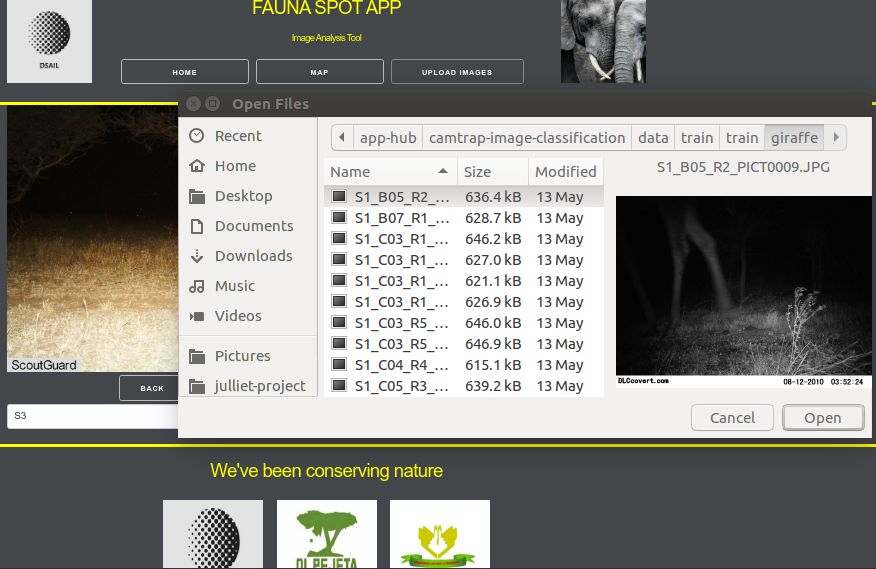 FAUNA SPOT APP
Image Analysis Tool
DSAIL
HOME
MAP
UPLOAD IMAGES
Open Files
Recent
Home
Desktop
Documents
Downloads
Music
Videos
Pictures
julliet-project
app-hub camtrap-image-classification data train train giraffe
Name Size Modified
S1_B05_R2_... 636.4 kB 13 May
S1_B07_R1_... 628.7 kB 13 May
S1_C03_R1_... 646.2 kB 13 May
S1_C03_R1_... 627.0 kB 13 May
S1_C03_R1_... 621.1 kB 13 May
S1_C03_R1_... 626.9 kB 13 May
S1_C03_R5_... 646.0 kB 13 May
S1_C03_R5_... 646.9 kB 13 May
S1_C04_R4_... 615.1 kB 13 May
S1_C05_R3_... 639.2 kB 13 May
S1_B05_R2_PICT0009.JPG
DLCcovert.com 08-12-2010 03:52:24
Cancel
Open
ScoutGuard
BACK
S3
We've been conserving nature
OL PEJETA